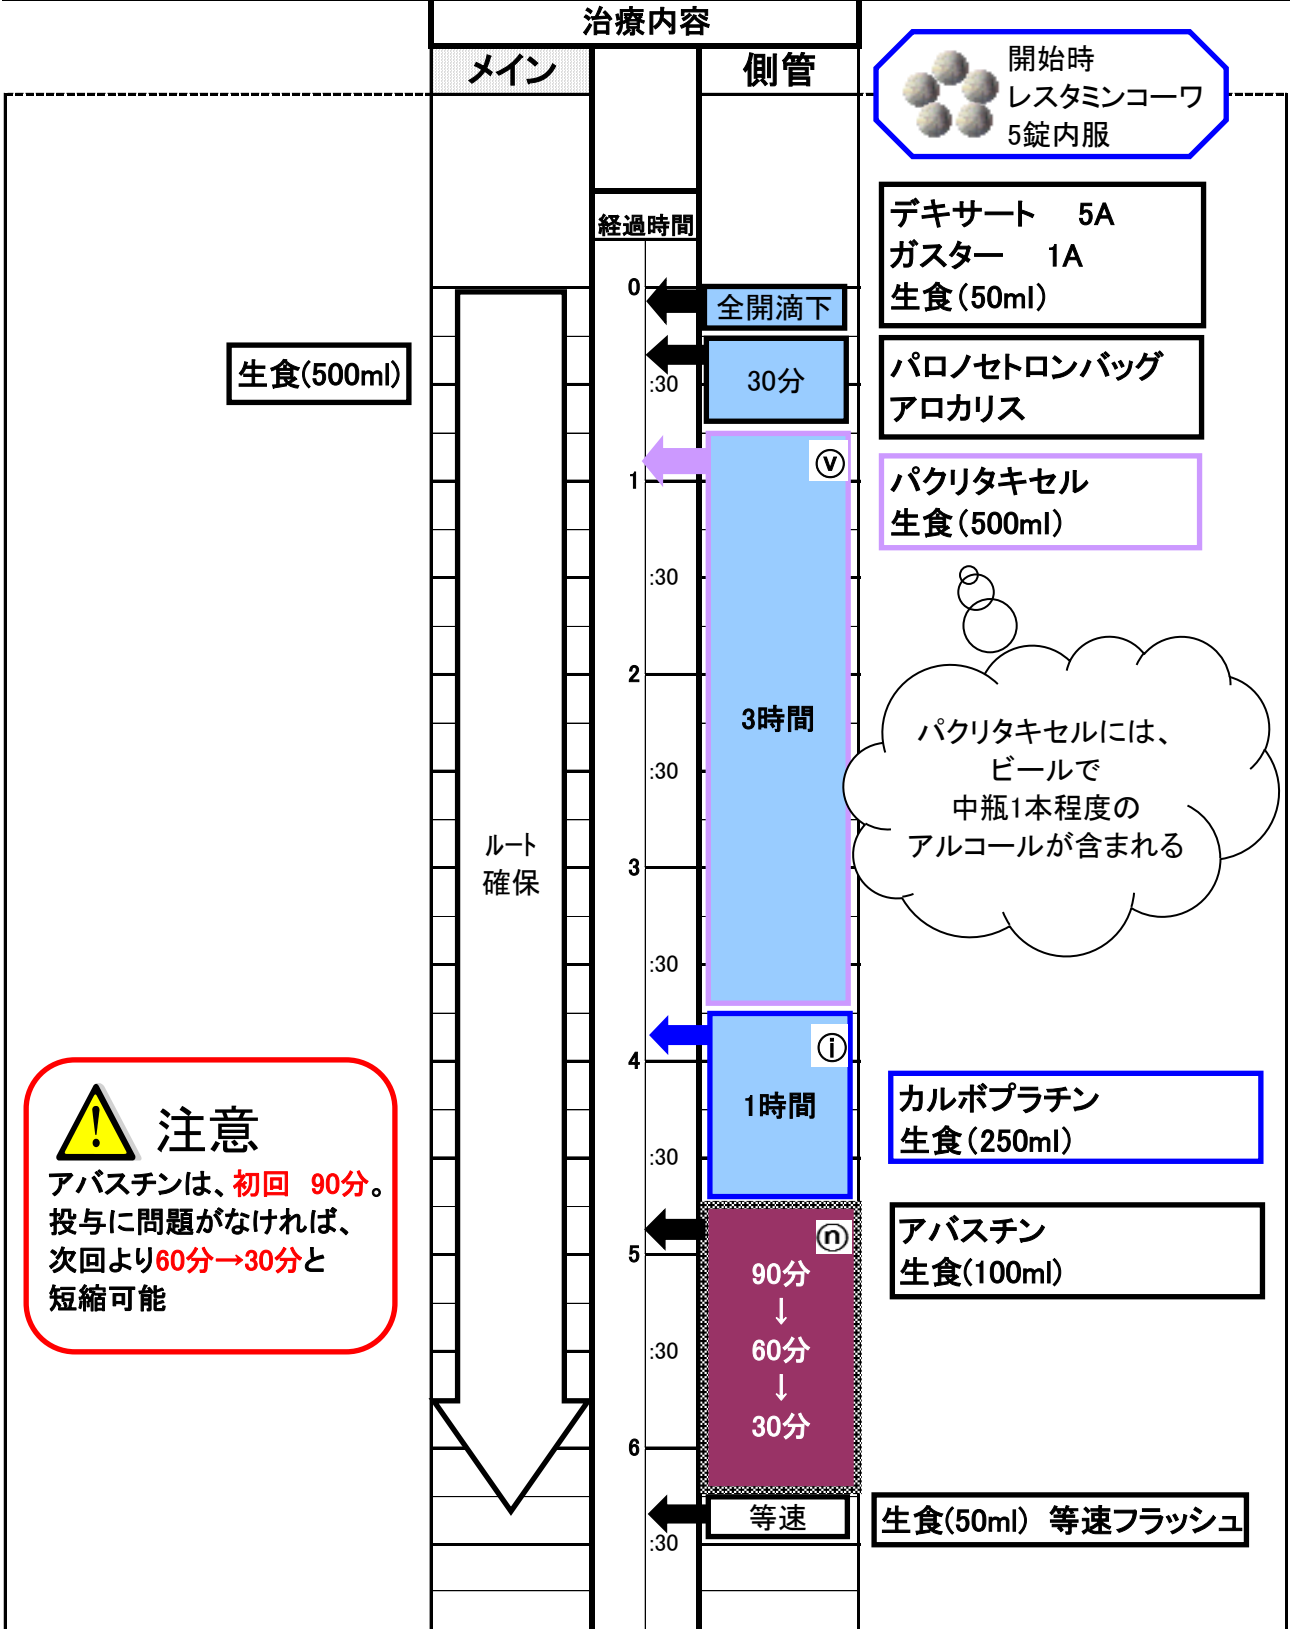 治療内容
メイン
側管
開始時
レスタミンコーワ
5錠内服
経過時間
デキサート 5A
ガスター 1A
生食(50ml)
0
全開滴下
生食(500ml)
:30
30分
パロノセトロンバッグ
アロカリス
ⓥ
1
パクリタキセル
生食(500ml)
:30
2
3時間
:30
パクリタキセルには、
ビールで
中瓶1本程度の
アルコールが含まれる
ルート
確保
3
:30
ⓘ
4
1時間
カルボプラチン
生食(250ml)
:30
!
注意
アバスチンは、初回 90分。
投与に問題がなければ、
次回より60分→30分と
短縮可能
ⓝ
5
90分
↓
60分
↓
30分
アバスチン
生食(100ml)
:30
6
等速
生食(50ml) 等速フラッシュ
:30